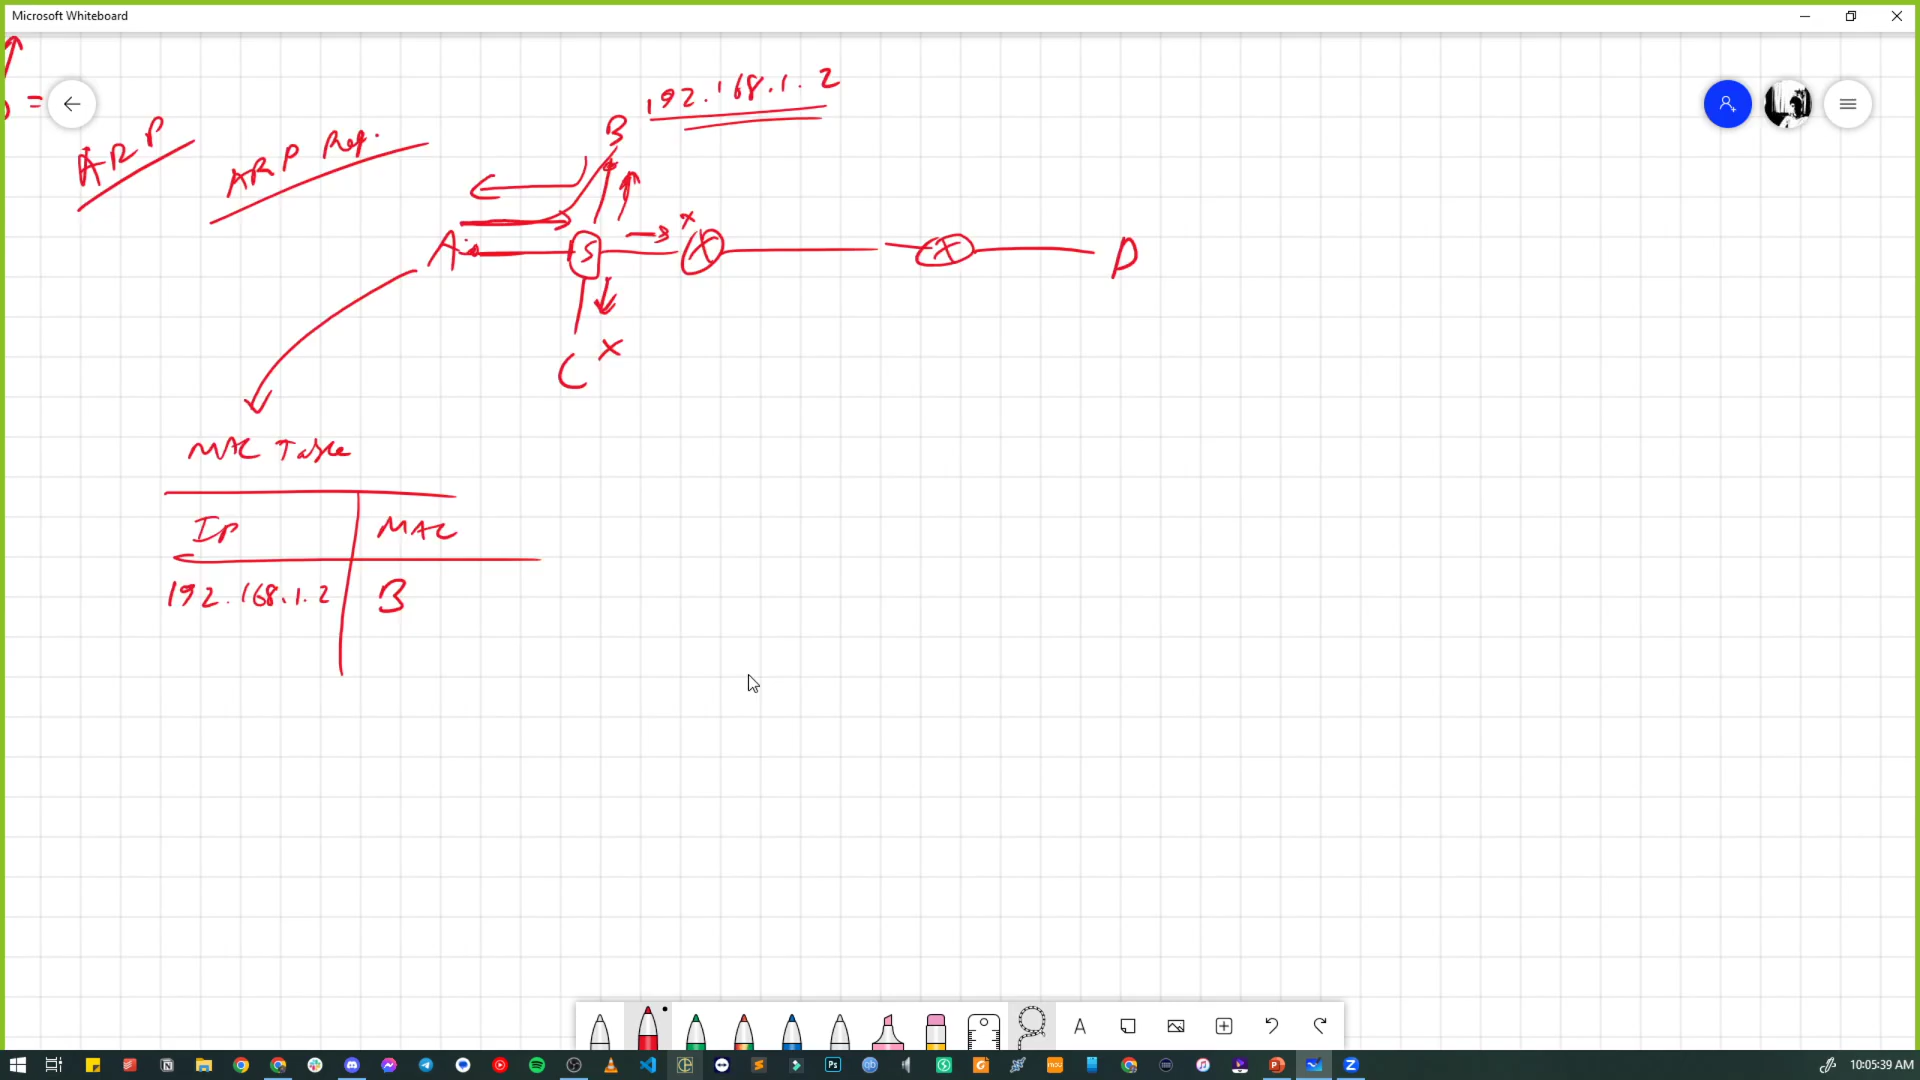 Microsoft Whiteboard
=
ARP
ARP Rep.
192.168.1.2
B
x
A
S
X
X
D
C x
MAC Table
IP MAC
192.168.1.2 B
A
10:05:39 AM